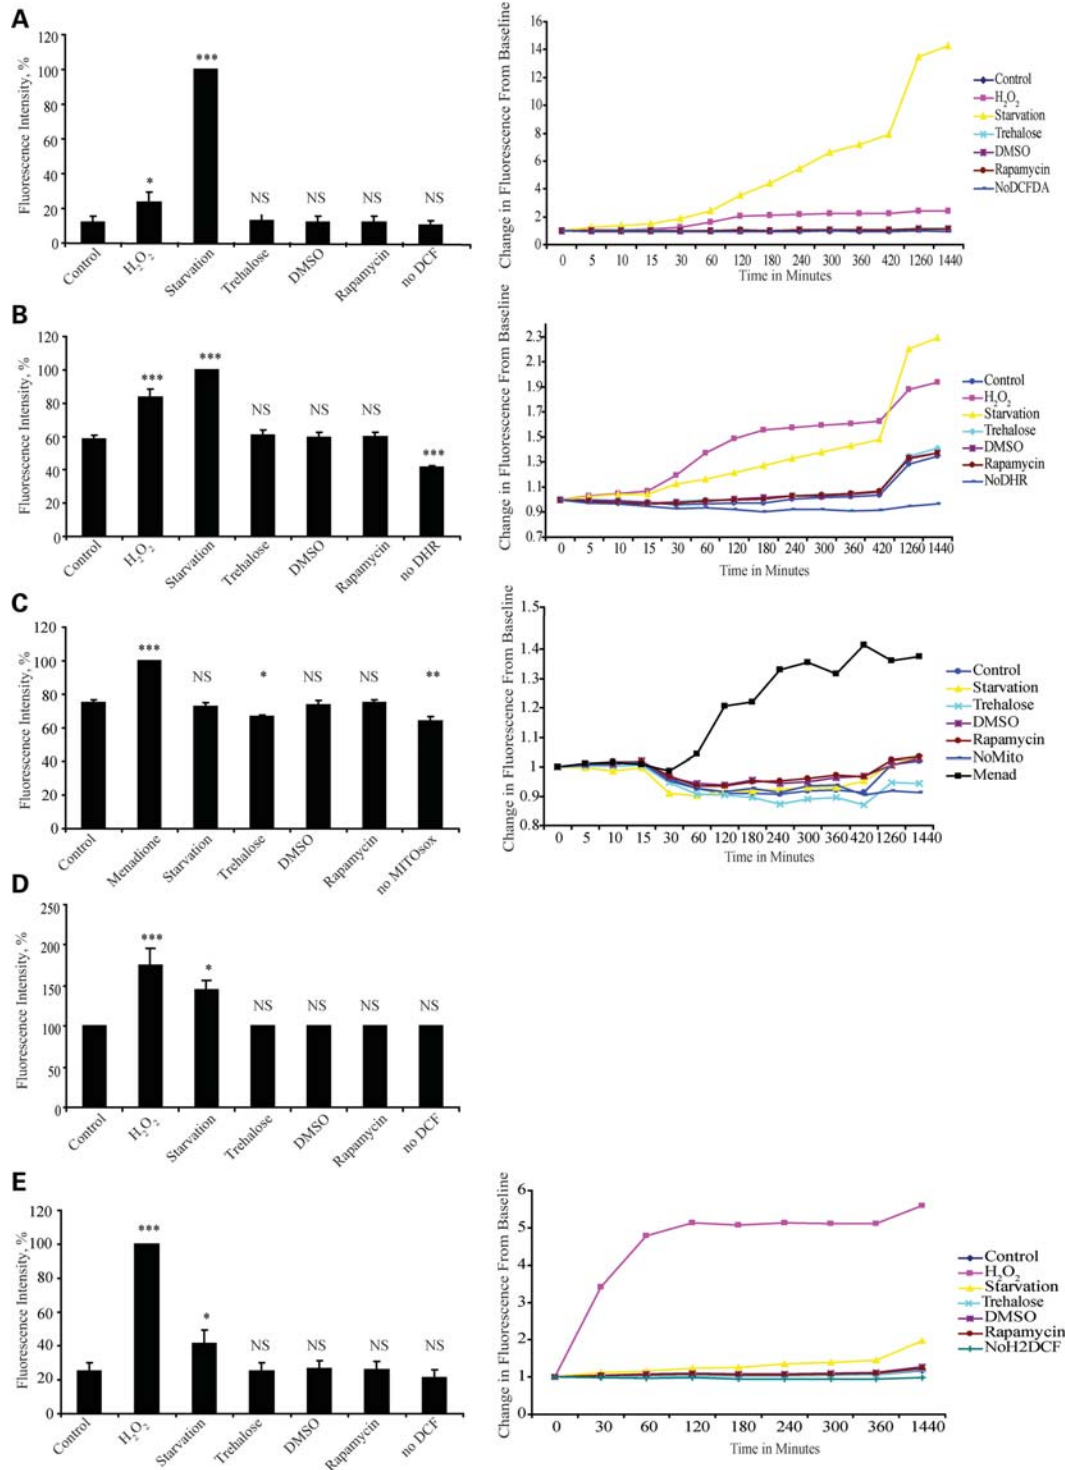 A
Fluorescence Intensity, %
120
100
80
60
40
20
0
*
***
NS
NS
NS
NS
Control
H₂O₂
Starvation
Trehalose
DMSO
Rapamycin
no DCF
Change in Fluorescence From Baseline
16
14
12
10
8
6
4
2
0
0 5 10 15 30 60 120 180 240 300 360 420 1260 1440
Time in Minutes
Control
H₂O₂
Starvation
Trehalose
DMSO
Rapamycin
NoDCFDA
B
Fluorescence Intensity, %
120
100
80
60
40
20
0
***
***
NS
NS
NS
***
Control
H₂O₂
Starvation
Trehalose
DMSO
Rapamycin
no DHR
Change in Fluorescence From Baseline
2.3
2.1
1.9
1.7
1.5
1.3
1.1
0.9
0.7
0 5 10 15 30 60 120 180 240 300 360 420 1260 1440
Time in Minutes
Control
H₂O₂
Starvation
Trehalose
DMSO
Rapamycin
NoDHR
C
Fluorescence Intensity, %
120
100
80
60
40
20
0
***
NS
*
NS
NS
**
Control
Menadione
Starvation
Trehalose
DMSO
Rapamycin
no MITOsox
Change in Fluorescence From Baseline
1.5
1.4
1.3
1.2
1.1
1
0.9
0.8
0 5 10 15 30 60 120 180 240 300 360 420 1260 1440
Time in Minutes
Control
Starvation
Trehalose
DMSO
Rapamycin
NoMito
Menad
D
Fluorescence Intensity, %
250
200
150
100
50
0
***
*
NS
NS
NS
NS
Control
H₂O₂
Starvation
Trehalose
DMSO
Rapamycin
no DCF
E
Fluorescence Intensity, %
120
100
80
60
40
20
0
***
*
NS
NS
NS
NS
Control
H₂O₂
Starvation
Trehalose
DMSO
Rapamycin
no DCF
Change in Fluorescence From Baseline
6
5
4
3
2
1
0
0 30 60 120 180 240 300 360 1440
Time in Minutes
Control
H₂O₂
Starvation
Trehalose
DMSO
Rapamycin
NoH2DCF